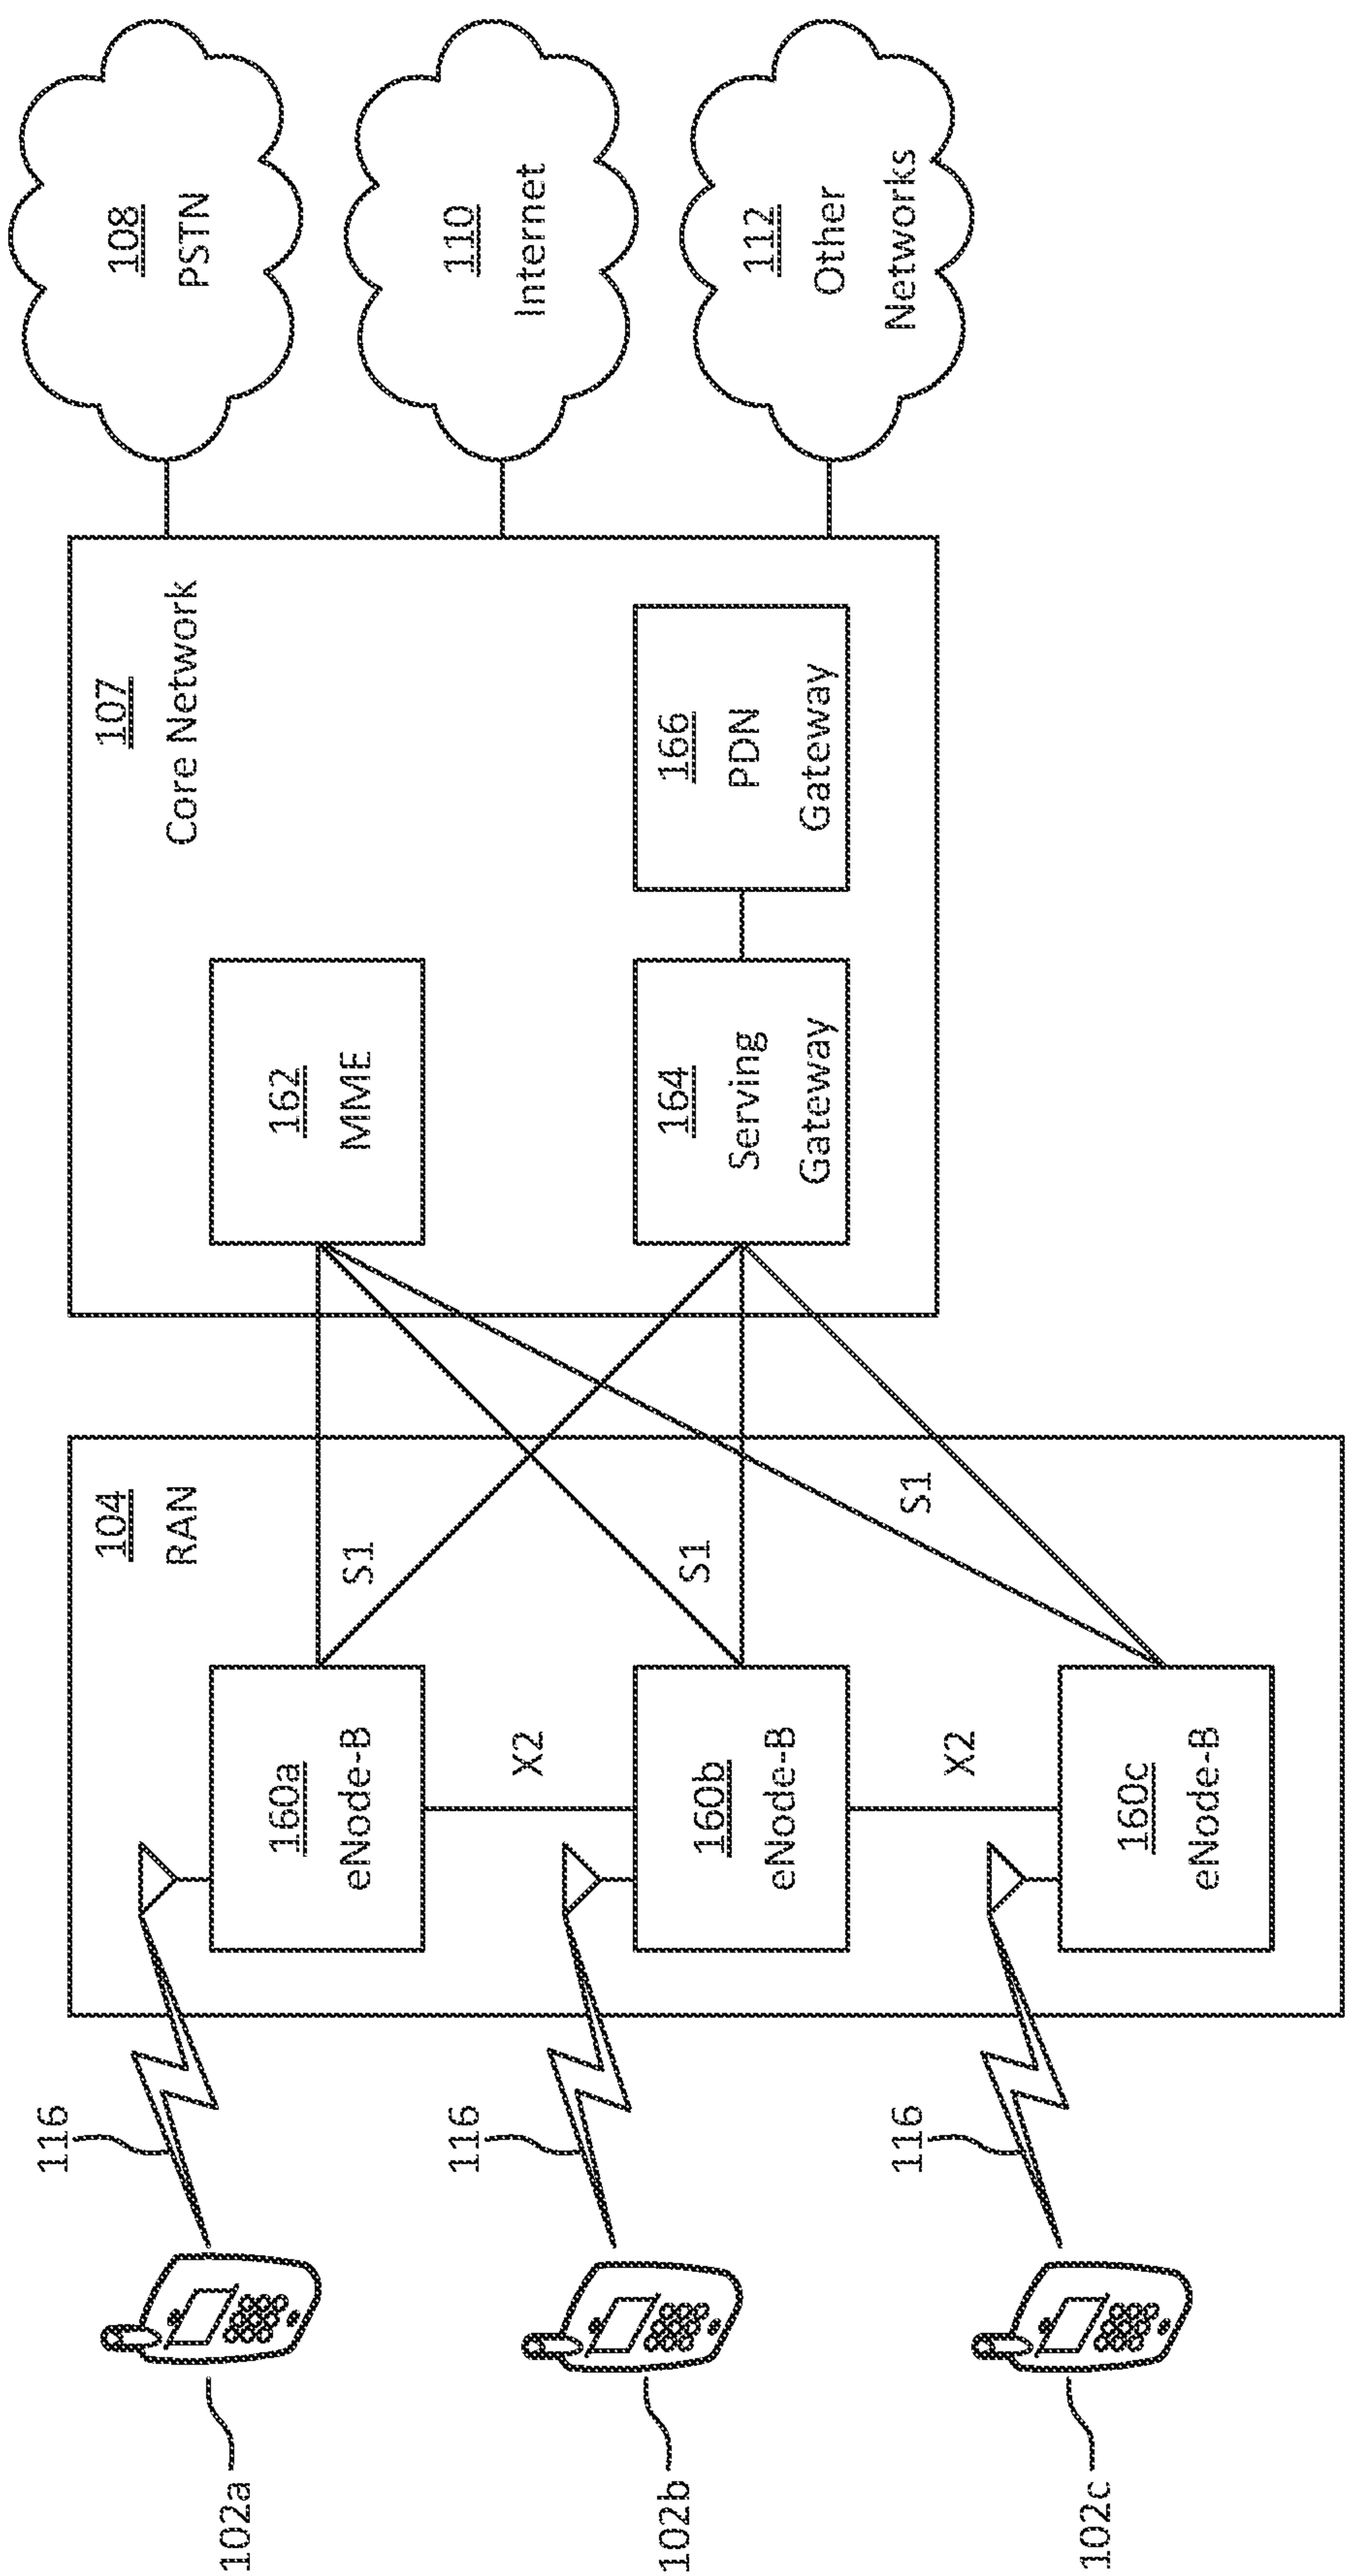 102a
116
160a
eNode-B
104
RAN
S1
X2
102b
116
160b
eNode-B
S1
X2
102c
116
160c
eNode-B
S1
107
Core Network
162
MME
164
Serving
Gateway
166
PDN
Gateway
108
PSTN
110
Internet
112
Other
Networks